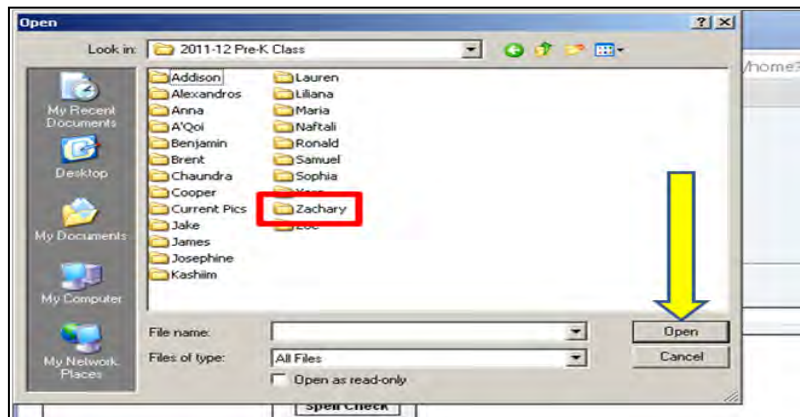 Open
Look in: 2011-12 Pre-K Class
/home?
My Recent
Documents
Desktop
My Documents
My Computer
My Network
Places
Addison
Alexandros
Anna
A'Qoi
Benjamin
Brent
Chaundra
Cooper
Current Pics
Jake
James
Josephine
Kashiim
Lauren
Liliana
Maria
Naftali
Ronald
Samuel
Sophia
Zachary
File name:
Open
Files of type: All Files
Cancel
Open as read-only
Spell Check